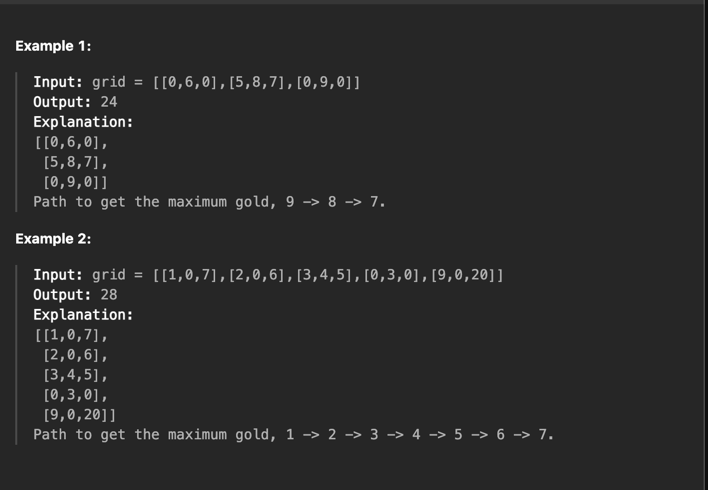 Example 1:
Input: grid = [[0,6,0],[5,8,7],[0,9,0]]
Output: 24
Explanation:
[[0,6,0],
[5,8,7],
[0,9,0]]
Path to get the maximum gold, 9 -> 8 -> 7.
Example 2:
Input: grid = [[1,0,7],[2,0,6],[3,4,5],[0,3,0],[9,0,20]]
Output: 28
Explanation:
[[1,0,7],
[2,0,6],
[3,4,5],
[0,3,0],
[9,0,20]]
Path to get the maximum gold, 1 -> 2 -> 3 -> 4 -> 5 -> 6 -> 7.